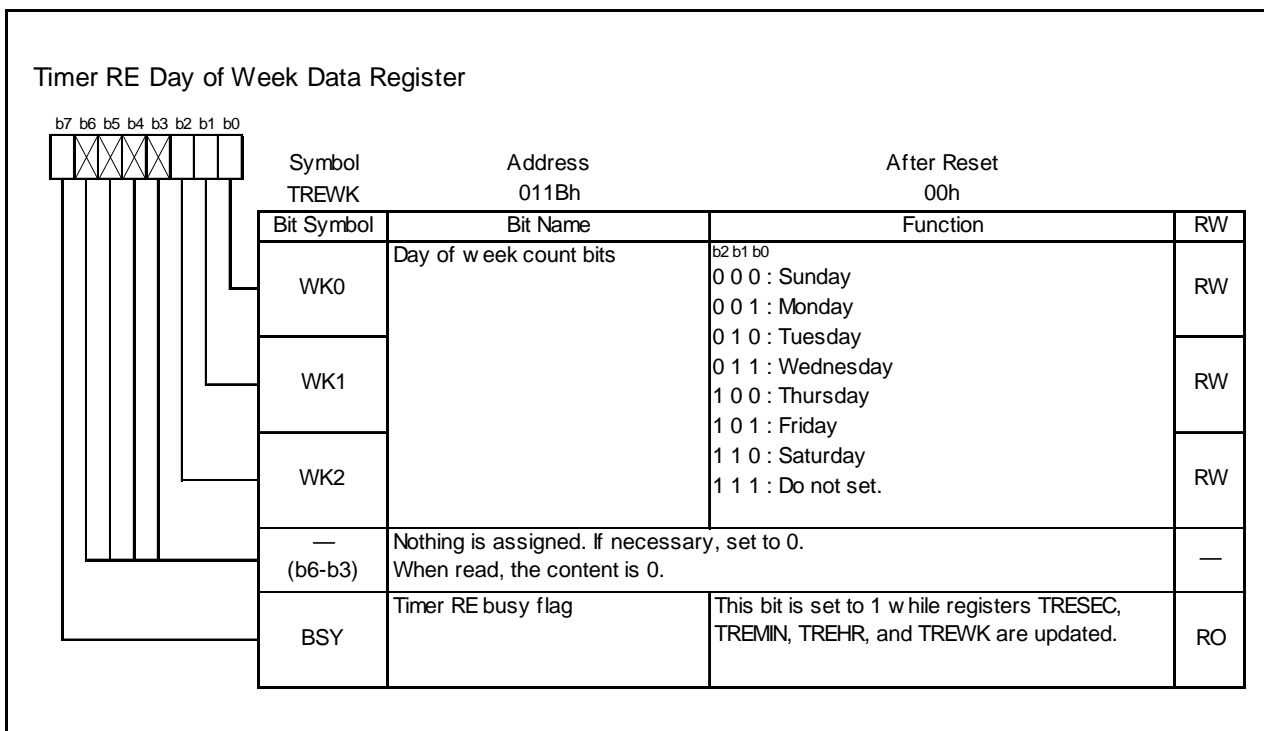 Timer RE Day of Week Data Register
b7 b6 b5 b4 b3 b2 b1 b0
Symbol Address After Reset
TREWK 011Bh 00h
Bit Symbol Bit Name Function RW
WK0 Day of week count bits b2 b1 b0 RW
0 0 0 : Sunday
0 0 1 : Monday
0 1 0 : Tuesday
WK1 0 1 1 : Wednesday RW
1 0 0 : Thursday
1 0 1 : Friday
WK2 1 1 0 : Saturday RW
1 1 1 : Do not set.
— Nothing is assigned. If necessary, set to 0. —
(b6-b3) When read, the content is 0.
BSY Timer RE busy flag This bit is set to 1 while registers TRESEC, RO
TREMIN, TREHR, and TREWK are updated.